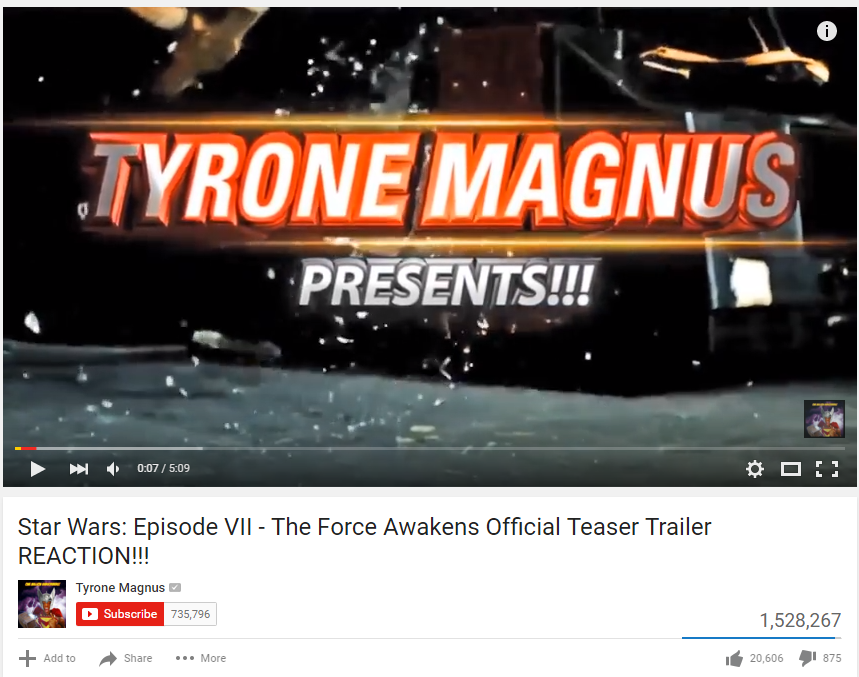 TYRONE MAGNUS
PRESENTS!!!
0:07 / 5:09
Star Wars: Episode VII - The Force Awakens Official Teaser Trailer
REACTION!!!
Tyrone Magnus
Subscribe 735,796
1,528,267
Add to Share More 20,606 875